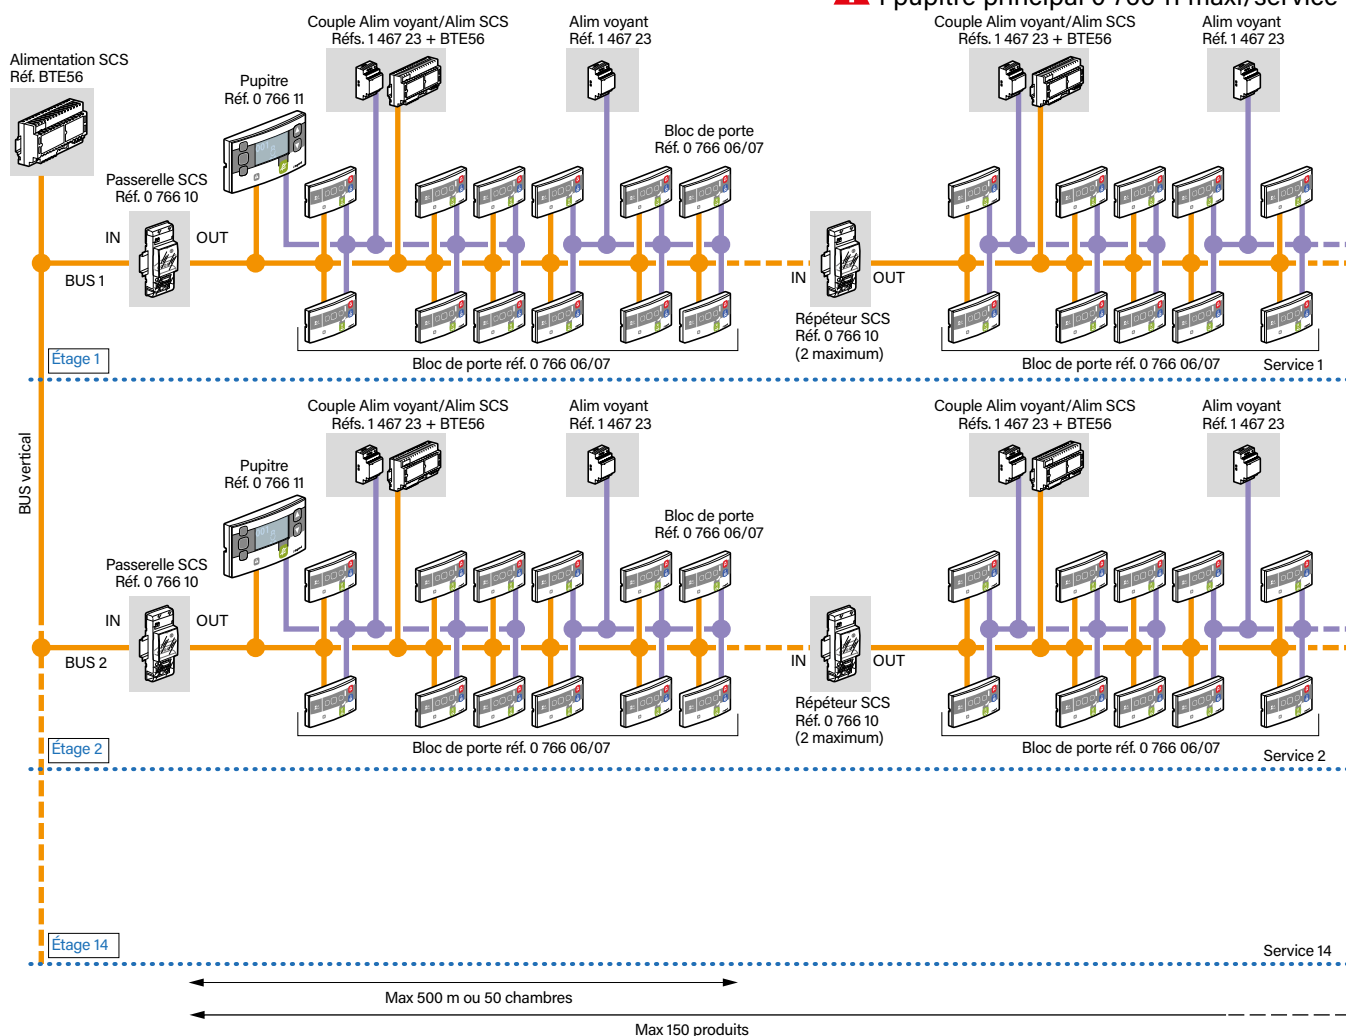 1 pupitre principal 0 766 11 maxi/service
Couple Alim voyant/Alim SCS
Réfs. 1 467 23 + BTE56
Alim voyant
Réf. 1 467 23
Couple Alim voyant/Alim SCS
Réfs. 1 467 23 + BTE56
Alim voyant
Réf. 1 467 23
Alimentation SCS
Réf. BTE56
Pupitre
Réf. 0 766 11
Bloc de porte
Réf. 0 766 06/07
Passerelle SCS
Réf. 0 766 10
IN
OUT
BUS 1
IN
OUT
Répéteur SCS
Réf. 0 766 10
(2 maximum)
Étage 1
Bloc de porte réf. 0 766 06/07
Bloc de porte réf. 0 766 06/07
Service 1
Couple Alim voyant/Alim SCS
Réfs. 1 467 23 + BTE56
Alim voyant
Réf. 1 467 23
Couple Alim voyant/Alim SCS
Réfs. 1 467 23 + BTE56
Alim voyant
Réf. 1 467 23
BUS vertical
Pupitre
Réf. 0 766 11
Bloc de porte
Réf. 0 766 06/07
Passerelle SCS
Réf. 0 766 10
IN
OUT
BUS 2
IN
OUT
Répéteur SCS
Réf. 0 766 10
(2 maximum)
Étage 2
Bloc de porte réf. 0 766 06/07
Bloc de porte réf. 0 766 06/07
Service 2
Étage 14
Service 14
Max 500 m ou 50 chambres
Max 150 produits